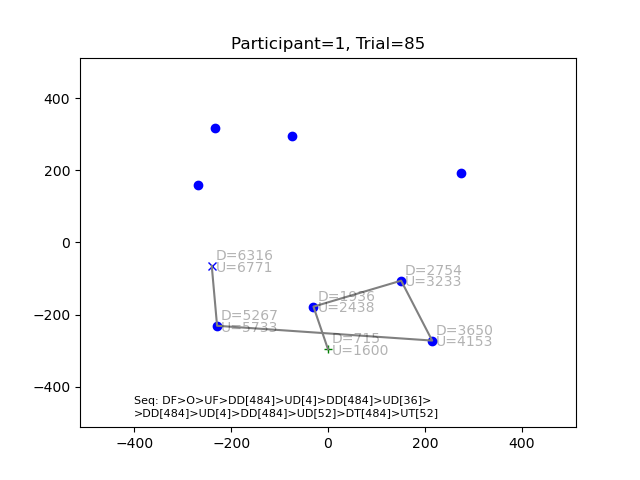 Participant=1, Trial=85
400
200
0
−200
−400
D=6316
U=6771
D=2754
U=3233
D=1936
U=2438
D=5267
U=5733
D=3650
U=4153
D=715
U=1600
Seq: DF>O>UF>DD[484]>UD[4]>DD[484]>UD[36]>
>DD[484]>UD[4]>DD[484]>UD[52]>DT[484]>UT[52]
−400 −200 0 200 400